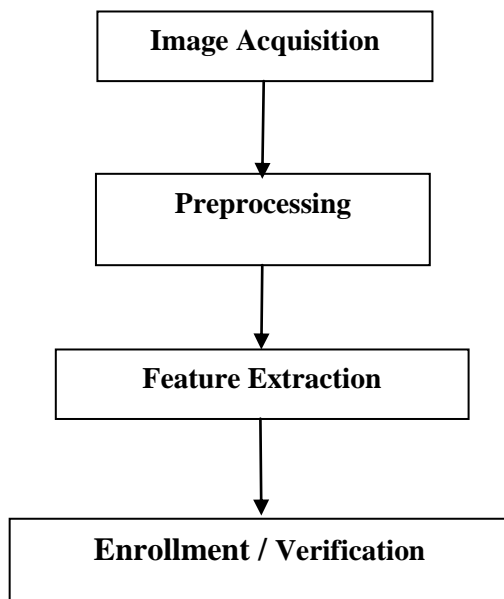 Image Acquisition
Preprocessing
Feature Extraction
Enrollment / Verification